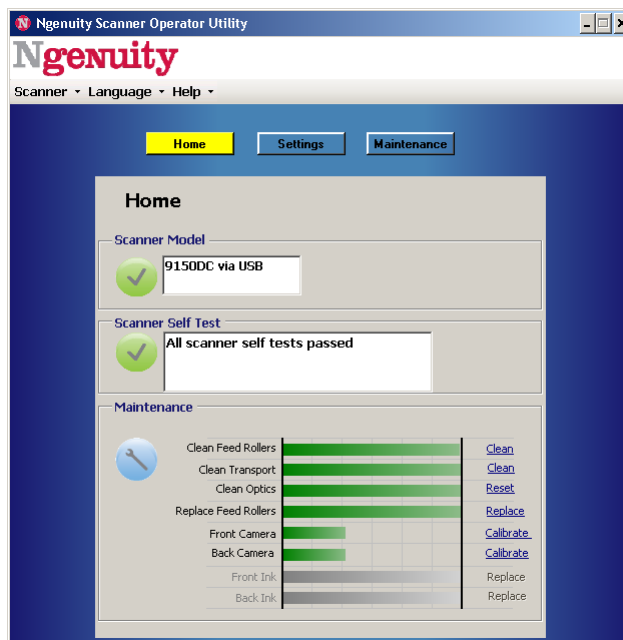 Ngenuity Scanner Operator Utility
Ngenuity
Scanner Language Help
Home Settings Maintenance
Home
Scanner Model
9150DC via USB
Scanner Self Test
All scanner self tests passed
Maintenance
Clean Feed Rollers Clean
Clean Transport Clean
Clean Optics Reset
Replace Feed Rollers Replace
Front Camera Calibrate
Back Camera Calibrate
Front Ink Replace
Back Ink Replace